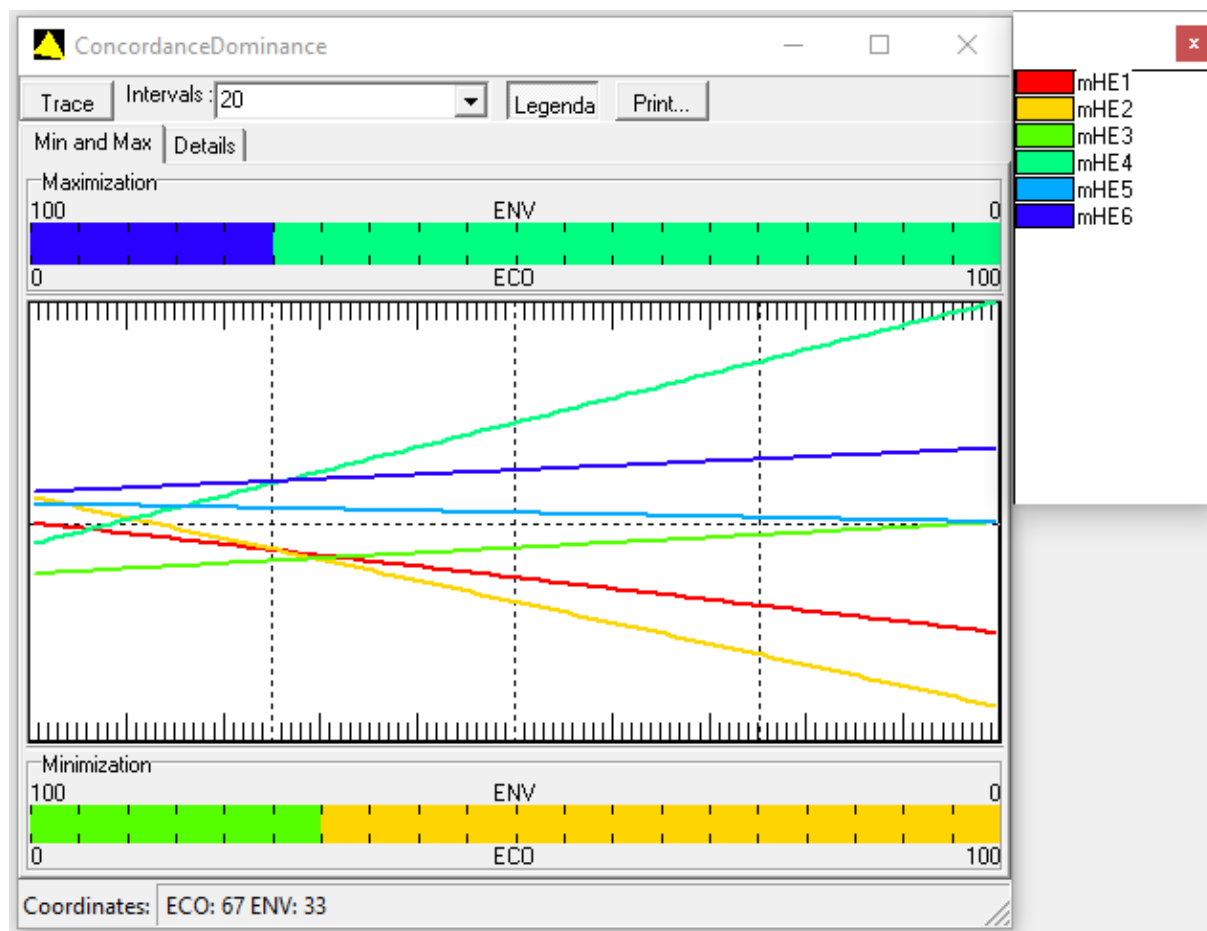 ConcordanceDominance
x
Trace Intervals : 20 Legenda Print...
Min and Max Details
Maximization
100 ENV 0
0 ECO 100
Minimization
100 ENV 0
0 ECO 100
Coordinates: ECO: 67 ENV: 33
mHE1
mHE2
mHE3
mHE4
mHE5
mHE6